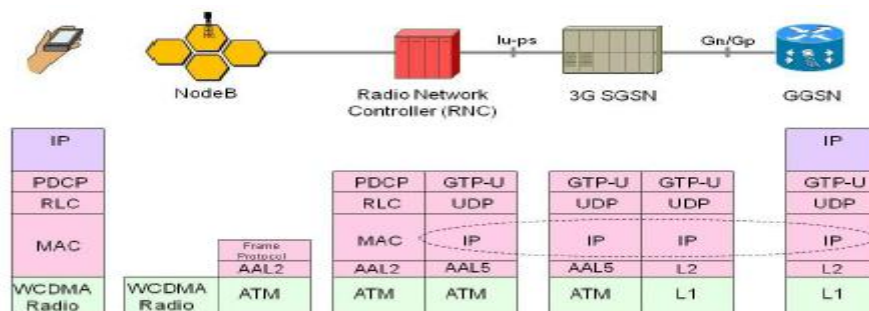 Iu-ps
Gn/Gp
NodeB
Radio Network
Controller (RNC)
3G SGSN
GGSN
IP
IP
PDCP
PDCP
GTP-U
GTP-U
GTP-U
GTP-U
RLC
RLC
UDP
UDP
UDP
UDP
MAC
Frame
Protocol
MAC
IP
IP
IP
IP
AAL2
AAL2
AAL5
AAL5
L2
L2
WCDMA
Radio
WCDMA
Radio
ATM
ATM
ATM
ATM
L1
L1